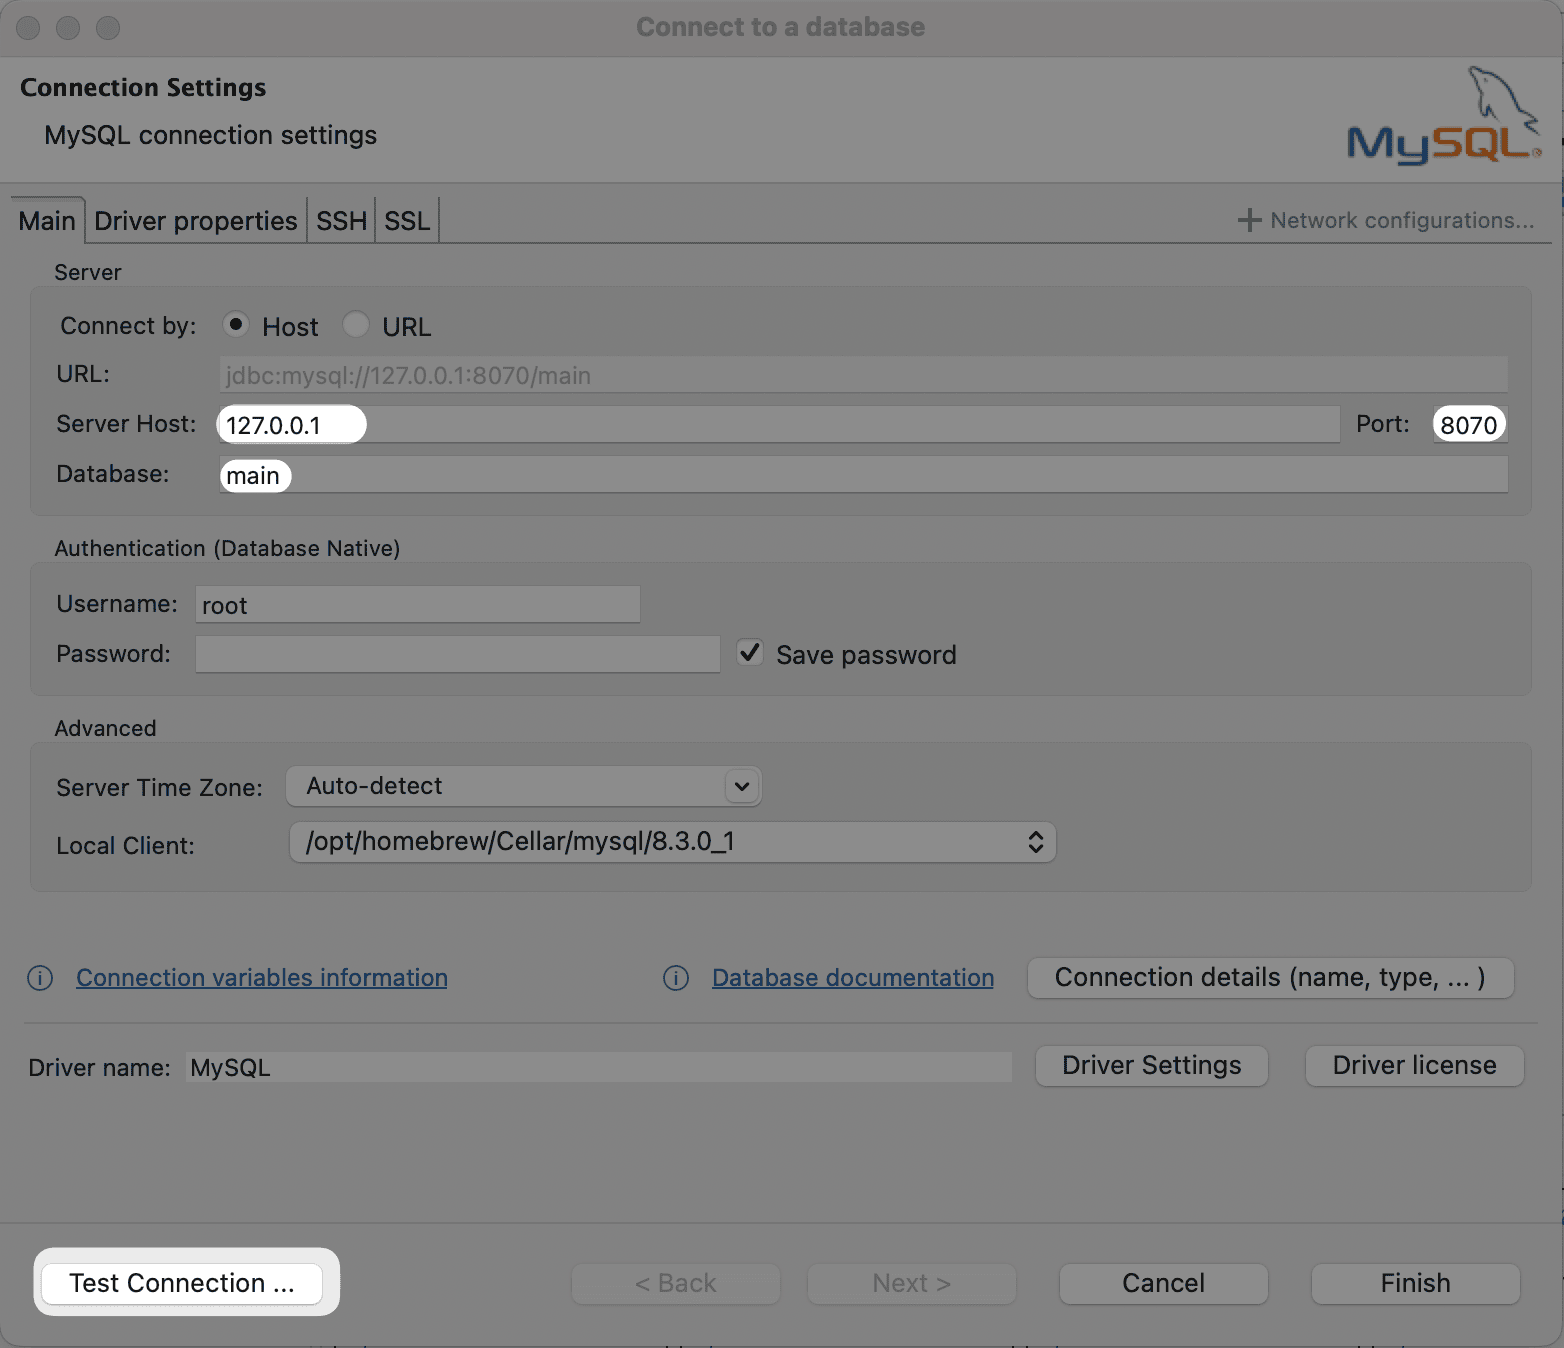 Connect to a database
Connection Settings
MySQL connection settings
MySQL®
Main Driver properties SSH SSL Network configurations...
Server
Connect by: Host URL
URL: jdbc:mysql://127.0.0.1:8070/main
Server Host: 127.0.0.1 Port: 8070
Database: main
Authentication (Database Native)
Username: root
Password: Save password
Advanced
Server Time Zone: Auto-detect
Local Client: /opt/homebrew/Cellar/mysql/8.3.0_1
Connection variables information Database documentation Connection details (name, type, ... )
Driver name: MySQL Driver Settings Driver license
Test Connection ... < Back Next > Cancel Finish